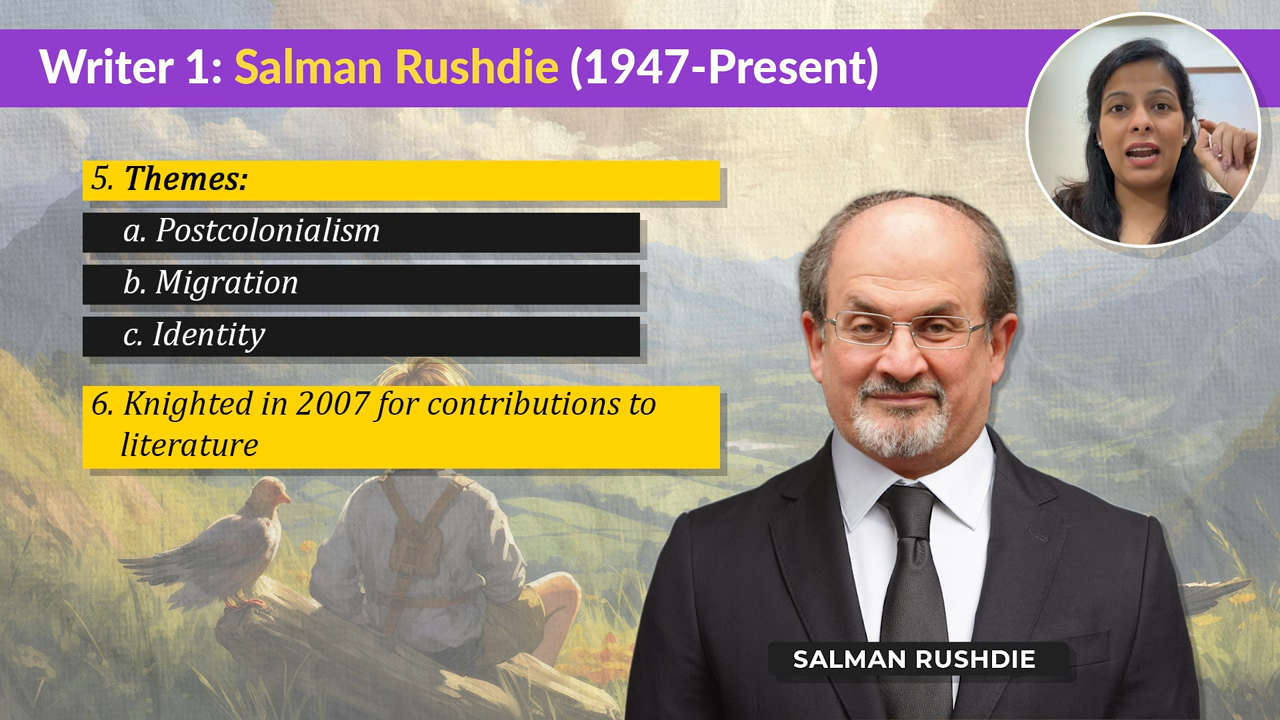 Writer 1: Salman Rushdie (1947-Present)
5. Themes:
a. Postcolonialism
b. Migration
c. Identity
6. Knighted in 2007 for contributions to
literature
SALMAN RUSHDIE